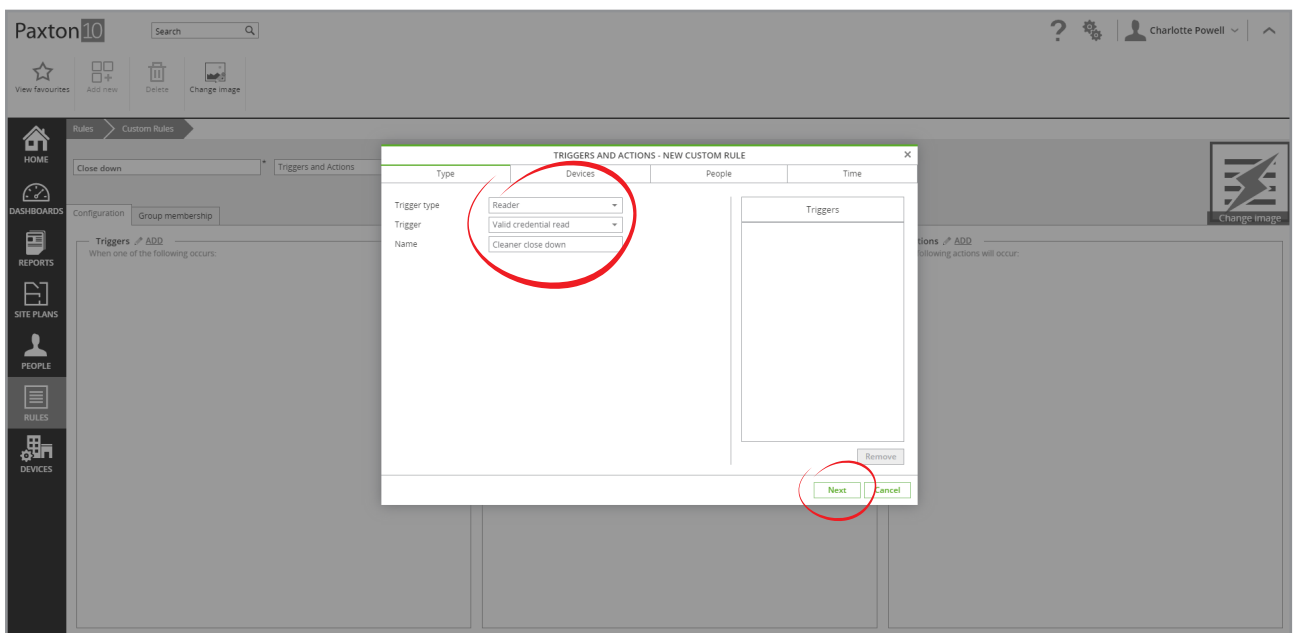 Paxton 10
Search
?
Charlotte Powell
View favourites
Add new
Delete
Change image
Rules
Custom Rules
HOME
DASHBOARDS
REPORTS
SITE PLANS
PEOPLE
RULES
DEVICES
Close down
*
Triggers and Actions
Change image
Configuration
Group membership
Triggers ADD
When one of the following occurs:
tions ADD
following actions will occur:
TRIGGERS AND ACTIONS - NEW CUSTOM RULE
Type
Devices
People
Time
Trigger type
Reader
Trigger
Valid credential read
Name
Cleaner close down
Triggers
Remove
Next
Cancel